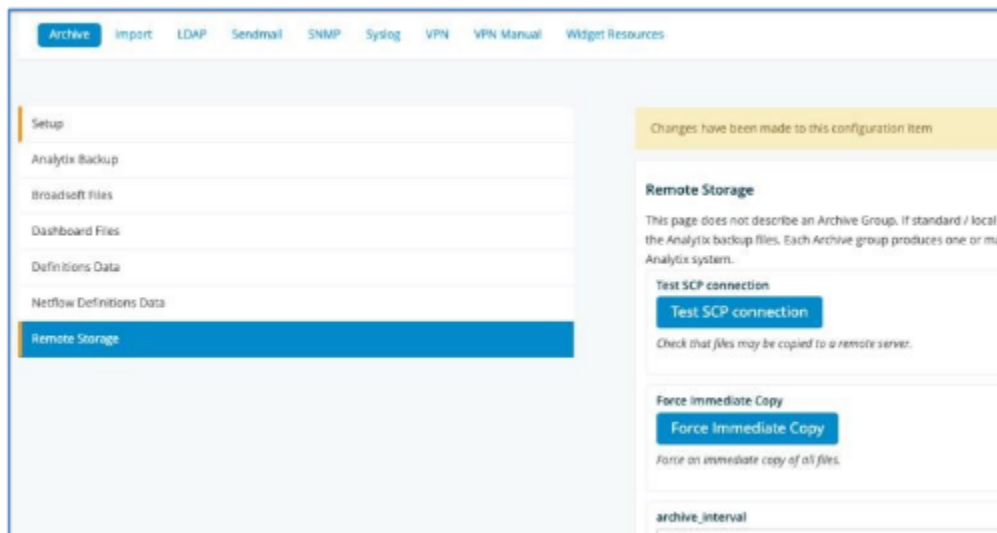 Archive Import LDAP Sendmail SNMP Syslog VPN VPN Manual Widget Resources
Setup
Analytix Backup
Broadsoft Files
Dashboard Files
Definitions Data
Netflow Definitions Data
Remote Storage
Changes have been made to this configuration item
Remote Storage
This page does not describe an Archive Group. If standard / local
the Analytix backup files. Each Archive group produces one or ma
Analytix system.
Test SCP connection
Test SCP connection
Check that files may be copied to a remote server.
Force Immediate Copy
Force Immediate Copy
Force an immediate copy of all files.
archive_interval